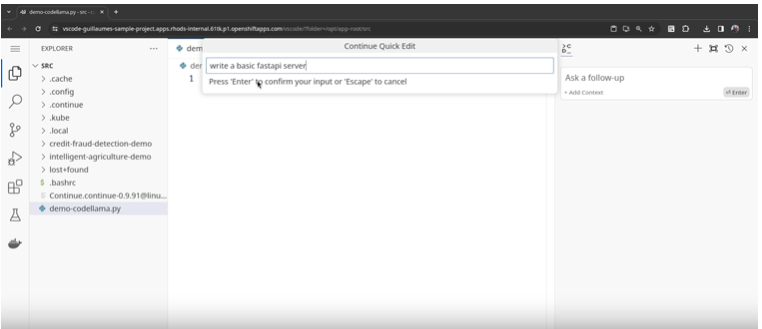 demo-codellama.py - src - c
vscode-guillaumes-sample-project.apps.rhods-internal.61tk.p1.openshiftapps.com/vscode/?folder=/opt/app-root/src
EXPLORER
SRC
.cache
.config
.continue
.kube
.local
credit-fraud-detection-demo
intelligent-agriculture-demo
lost+found
$ .bashrc
Continue.continue-0.9.91@linu...
demo-codellama.py
dem
der
1
Continue Quick Edit
write a basic fastapi server
Press 'Enter' to confirm your input or 'Escape' to cancel
Ask a follow-up
+ Add Context
Enter